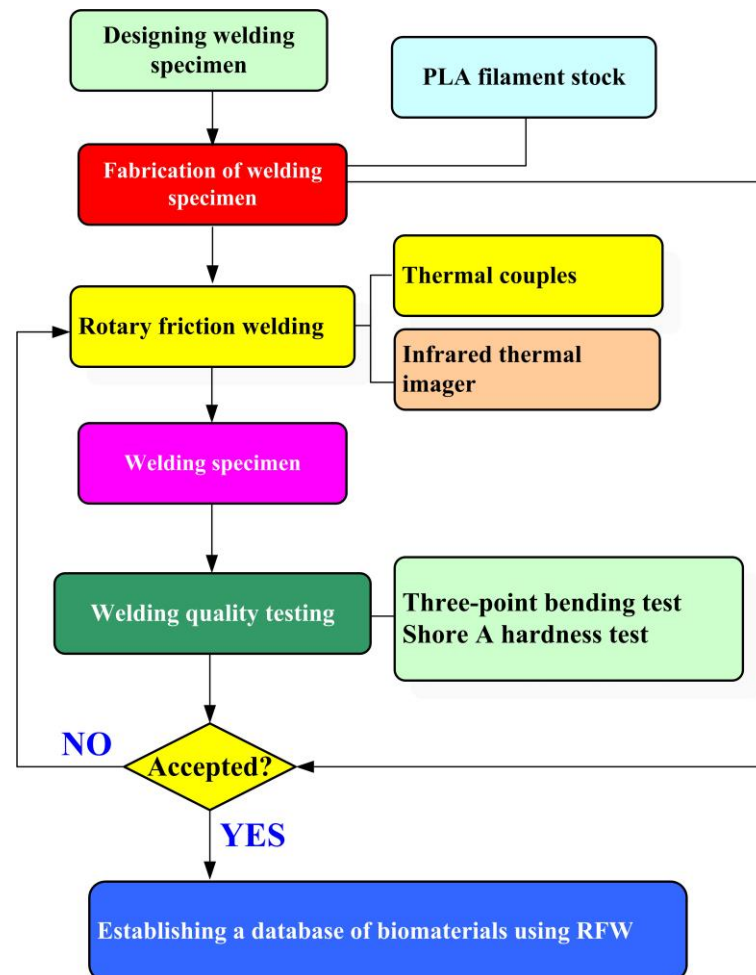 Designing welding
specimen
PLA filament stock
Fabrication of welding
specimen
Thermal couples
Rotary friction welding
Infrared thermal
imager
Welding specimen
Three-point bending test
Shore A hardness test
Welding quality testing
NO
Accepted?
YES
Establishing a database of biomaterials using RFW